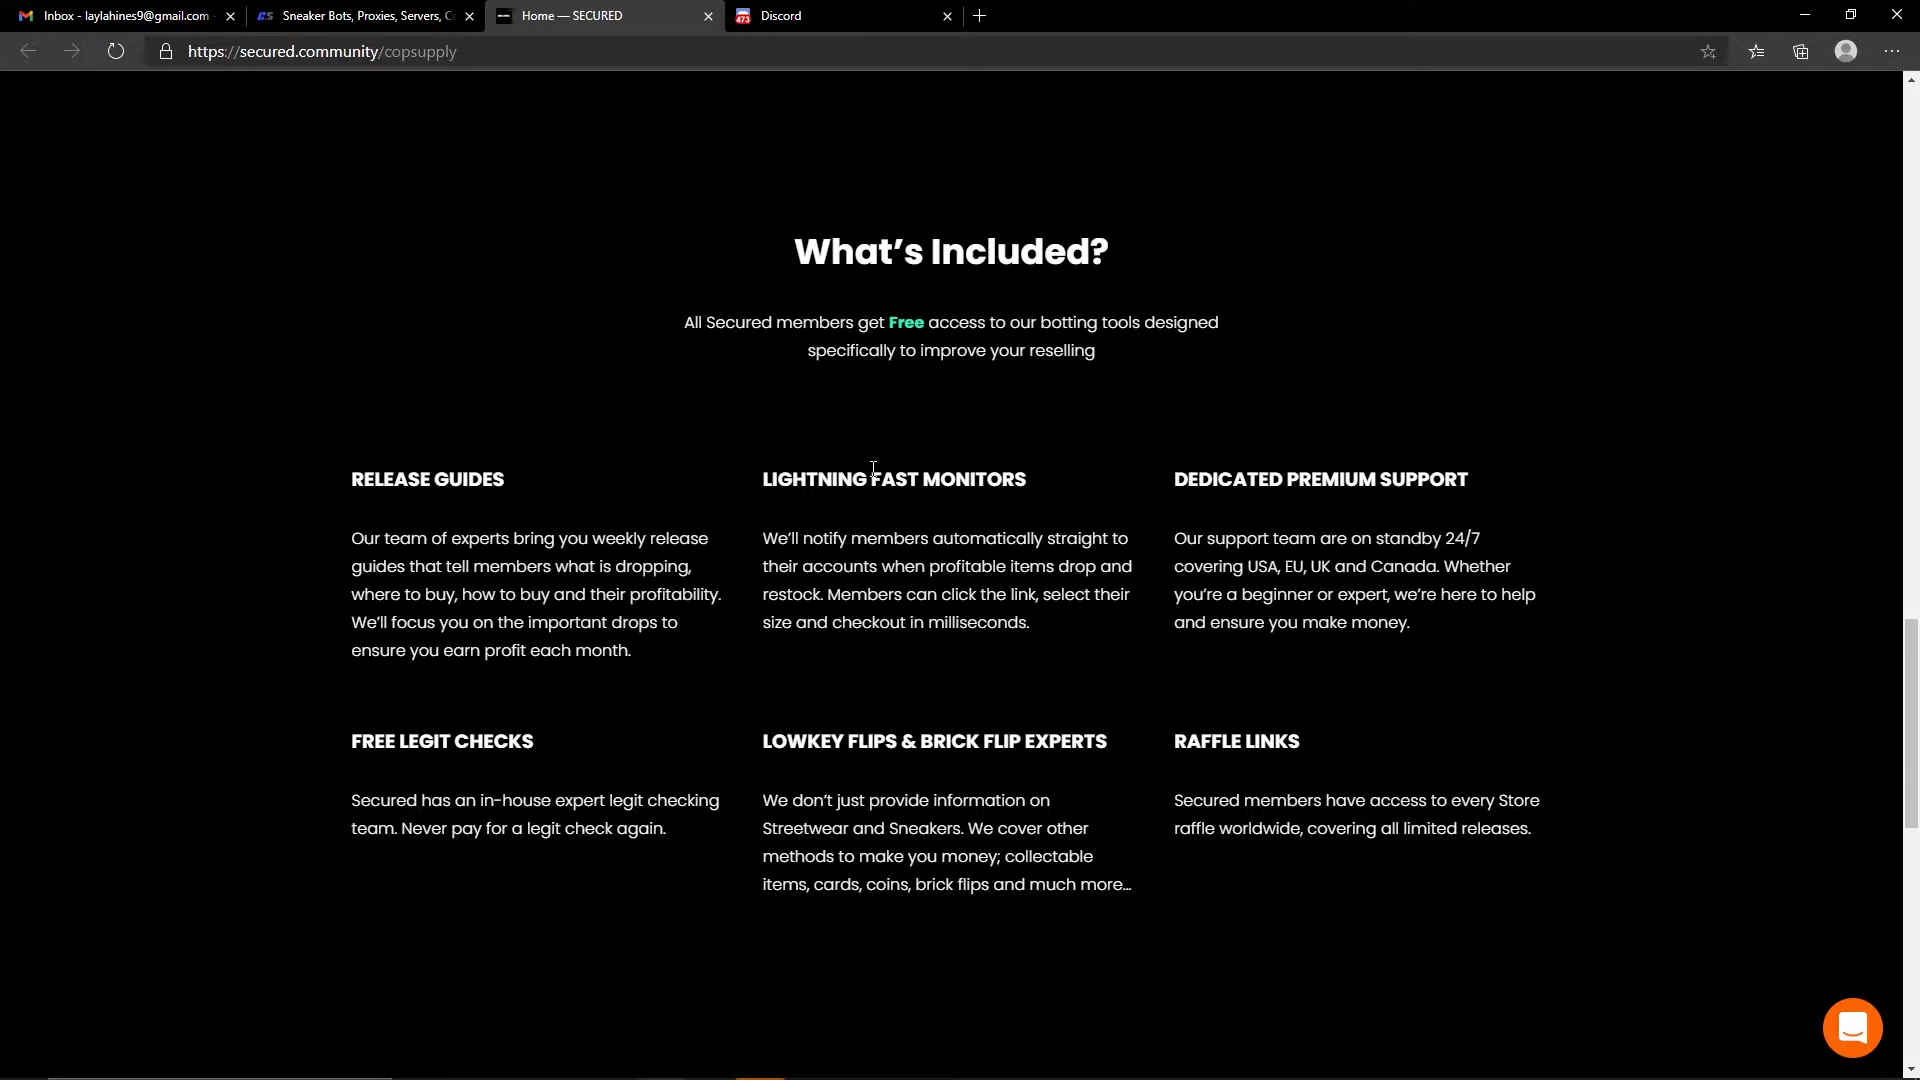 Inbox - laylahines9@gmail.com
Sneaker Bots, Proxies, Servers, C
Home — SECURED
473
Discord
https://secured.community/copsupply
What's Included?
All Secured members get Free access to our botting tools designed
specifically to improve your reselling
RELEASE GUIDES
Our team of experts bring you weekly release
guides that tell members what is dropping,
where to buy, how to buy and their profitability.
We'll focus you on the important drops to
ensure you earn profit each month.
LIGHTNING FAST MONITORS
We'll notify members automatically straight to
their accounts when profitable items drop and
restock. Members can click the link, select their
size and checkout in milliseconds.
DEDICATED PREMIUM SUPPORT
Our support team are on standby 24/7
covering USA, EU, UK and Canada. Whether
you're a beginner or expert, we're here to help
and ensure you make money.
FREE LEGIT CHECKS
Secured has an in-house expert legit checking
team. Never pay for a legit check again.
LOWKEY FLIPS & BRICK FLIP EXPERTS
We don't just provide information on
Streetwear and Sneakers. We cover other
methods to make you money; collectable
items, cards, coins, brick flips and much more...
RAFFLE LINKS
Secured members have access to every Store
raffle worldwide, covering all limited releases.